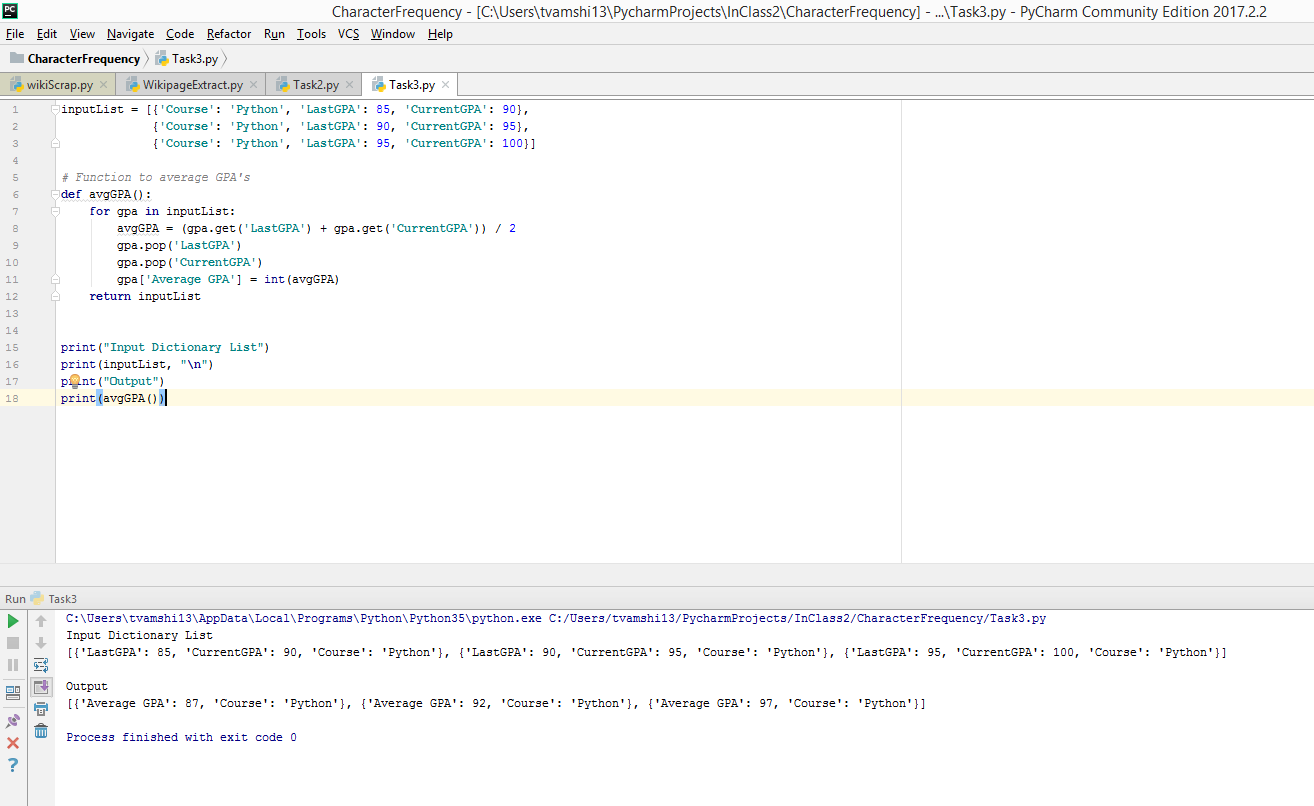 PC
CharacterFrequency - [C:\Users\tvamshi13\PycharmProjects\InClass2\CharacterFrequency] - ...\Task3.py - PyCharm Community Edition 2017.2.2
File Edit View Navigate Code Refactor Run Tools VCS Window Help
CharacterFrequency Task3.py
wikiScrap.py WikipageExtract.py Task2.py Task3.py
1 inputList = [{'Course': 'Python', 'LastGPA': 85, 'CurrentGPA': 90},
2 {'Course': 'Python', 'LastGPA': 90, 'CurrentGPA': 95},
3 {'Course': 'Python', 'LastGPA': 95, 'CurrentGPA': 100}]
4
5 # Function to average GPA's
6 def avgGPA():
7 for gpa in inputList:
8 avgGPA = (gpa.get('LastGPA') + gpa.get('CurrentGPA')) / 2
9 gpa.pop('LastGPA')
10 gpa.pop('CurrentGPA')
11 gpa['Average GPA'] = int(avgGPA)
12 return inputList
13
14
15 print("Input Dictionary List")
16 print(inputList, "\n")
17 print("Output")
18 print(avgGPA())
Run Task3
C:\Users\tvamshi13\AppData\Local\Programs\Python\Python35\python.exe C:/Users/tvamshi13/PycharmProjects/InClass2/CharacterFrequency/Task3.py
Input Dictionary List
[{'LastGPA': 85, 'CurrentGPA': 90, 'Course': 'Python'}, {'LastGPA': 90, 'CurrentGPA': 95, 'Course': 'Python'}, {'LastGPA': 95, 'CurrentGPA': 100, 'Course': 'Python'}]
Output
[{'Average GPA': 87, 'Course': 'Python'}, {'Average GPA': 92, 'Course': 'Python'}, {'Average GPA': 97, 'Course': 'Python'}]
Process finished with exit code 0